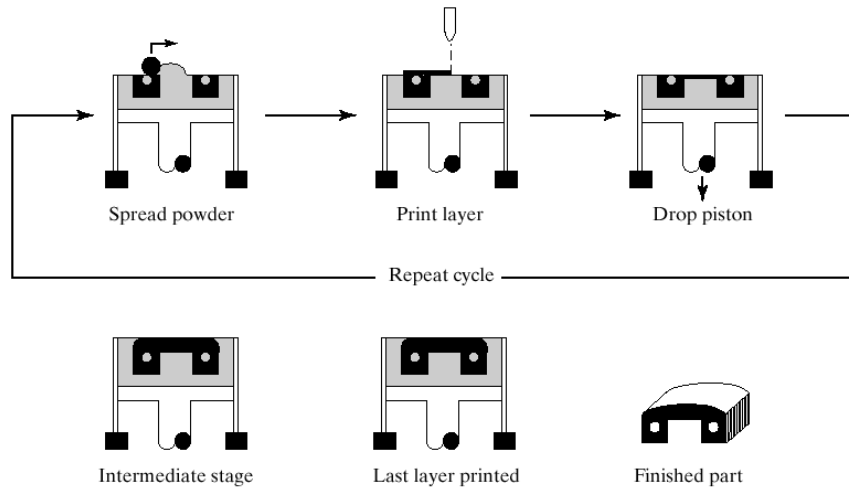 Spread powder
Print layer
Drop piston
Repeat cycle
Intermediate stage
Last layer printed
Finished part